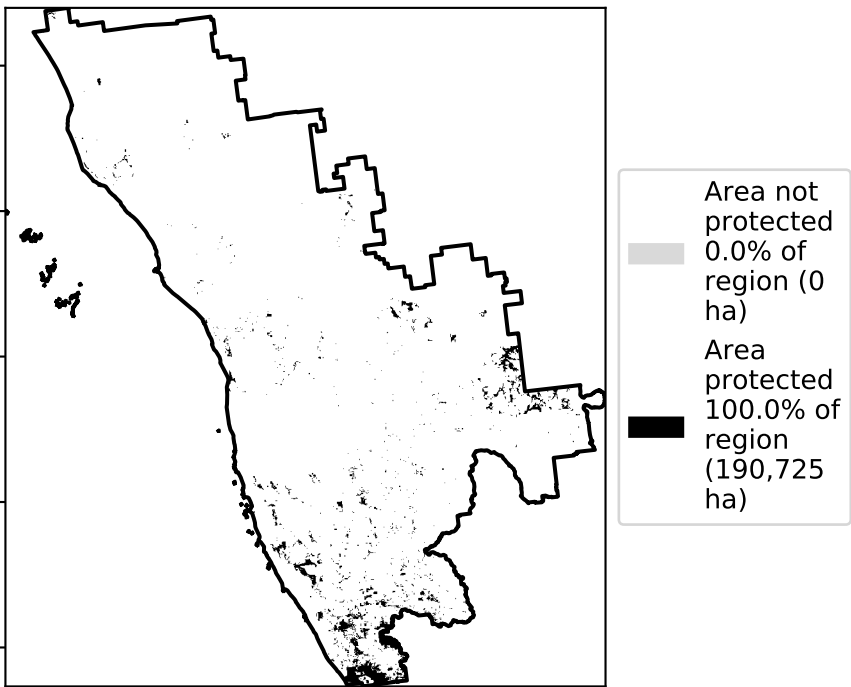 Area not
protected
0.0% of
region (0
ha)
Area
protected
100.0% of
region
(190,725
ha)